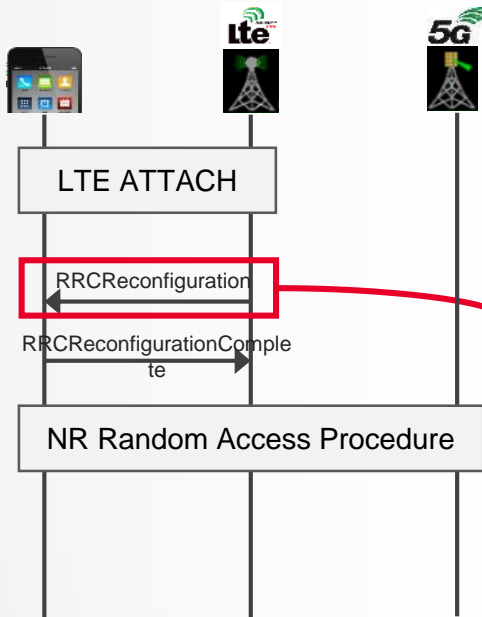 lte
5G
LTE ATTACH
RRCReconfiguration
RRCReconfigurationComple
te
NR Random Access Procedure